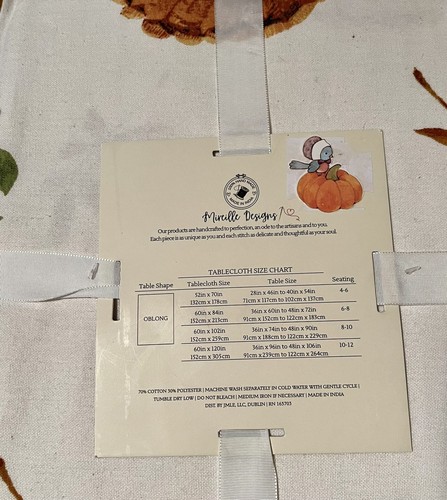 100% HAND MADE
MADE IN INDIA
Mireille Designs
Our products are handcrafted to perfection, an ode to the artisans and to you.
Each piece is as unique as you and each stitch as delicate and thoughtful as your soul.
TABLECLOTH SIZE CHART
Table Shape Tablecloth Size Table Size Seating
OBLONG
52in x 70in 28in x 46in to 40in x 54in 4-6
132cm x 178cm 71cm x 117cm to 102cm x 137cm
60in x 84in 36in x 60in to 48in x 72in 6-8
152cm x 213cm 91cm x 152cm to 122cm x 183cm
60in x 102in 36in x 74in to 48in x 90in 8-10
152cm x 259cm 91cm x 188cm to 122cm x 229cm
60in x 120in 36in x 96in to 48in x 106in 10-12
152cm x 305cm 91cm x 239cm to 122cm x 264cm
70% COTTON 30% POLYESTER | MACHINE WASH SEPARATELY IN COLD WATER WITH GENTLE CYCLE |
TUMBLE DRY LOW | DO NOT BLEACH | MEDIUM IRON IF NECESSARY | MADE IN INDIA
DIST. BY JMLE, LLC, DUBLIN | RN 165703